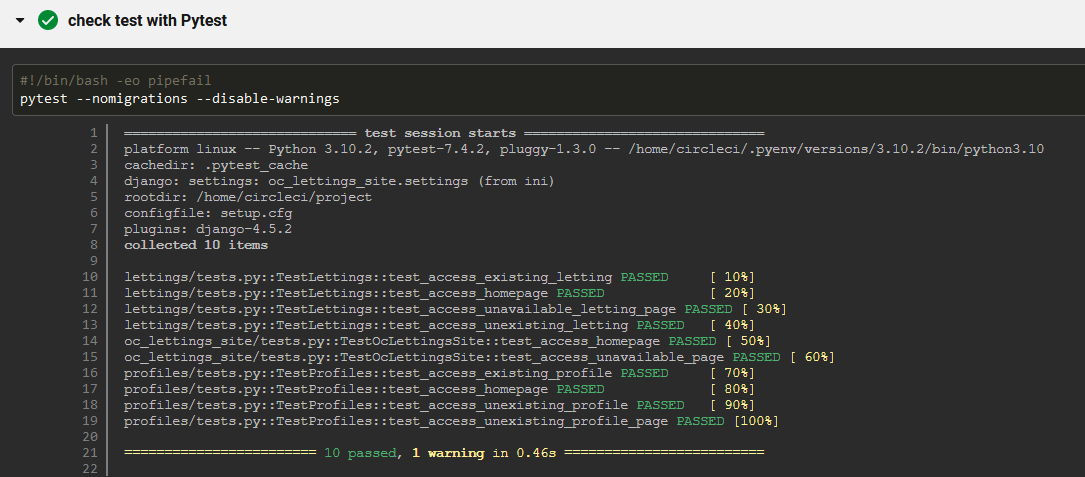 check test with Pytest
#!/bin/bash -eo pipefail
pytest --nomigrations --disable-warnings
1 ============================= test session starts ==============================
2 platform linux -- Python 3.10.2, pytest-7.4.2, pluggy-1.3.0 -- /home/circleci/.pyenv/versions/3.10.2/bin/python3.10
3 cachedir: .pytest_cache
4 django: settings: oc_lettings_site.settings (from ini)
5 rootdir: /home/circleci/project
6 configfile: setup.cfg
7 plugins: django-4.5.2
8 collected 10 items
9
10 lettings/tests.py::TestLettings::test_access_existing_letting PASSED     [ 10%]
11 lettings/tests.py::TestLettings::test_access_homepage PASSED             [ 20%]
12 lettings/tests.py::TestLettings::test_access_unavailable_letting_page PASSED [ 30%]
13 lettings/tests.py::TestLettings::test_access_unexisting_letting PASSED   [ 40%]
14 oc_lettings_site/tests.py::TestOcLettingsSite::test_access_homepage PASSED [ 50%]
15 oc_lettings_site/tests.py::TestOcLettingsSite::test_access_unavailable_page PASSED [ 60%]
16 profiles/tests.py::TestProfiles::test_access_existing_profile PASSED     [ 70%]
17 profiles/tests.py::TestProfiles::test_access_homepage PASSED             [ 80%]
18 profiles/tests.py::TestProfiles::test_access_unexisting_profile PASSED   [ 90%]
19 profiles/tests.py::TestProfiles::test_access_unexisting_profile_page PASSED [100%]
20
21 ======================== 10 passed, 1 warning in 0.46s =========================
22